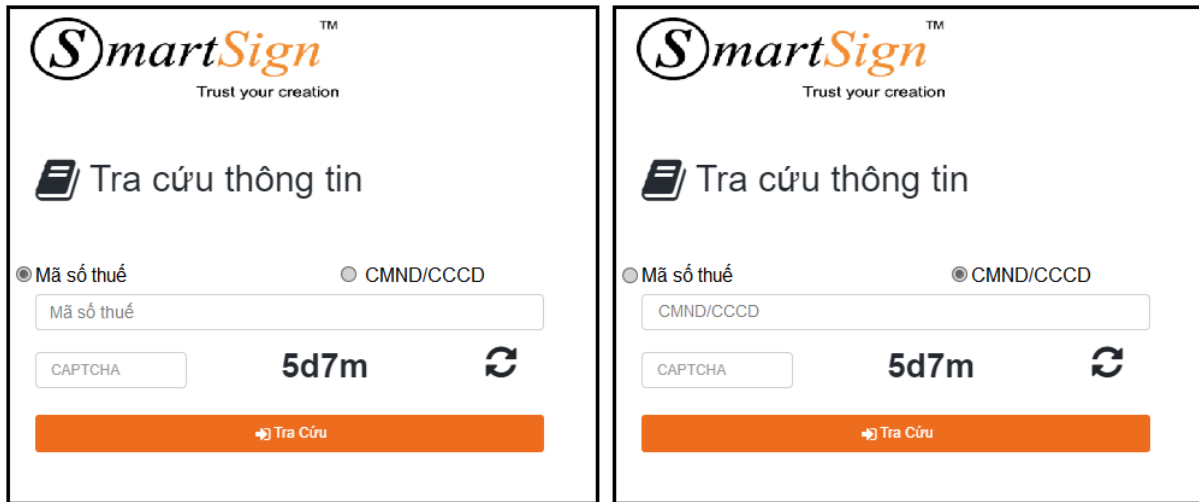 SmartSign™
Trust your creation
Tra cứu thông tin
Mã số thuế CMND/CCCD
Mã số thuế
CAPTCHA 5d7m
Tra Cứu
SmartSign™
Trust your creation
Tra cứu thông tin
Mã số thuế CMND/CCCD
CMND/CCCD
CAPTCHA 5d7m
Tra Cứu